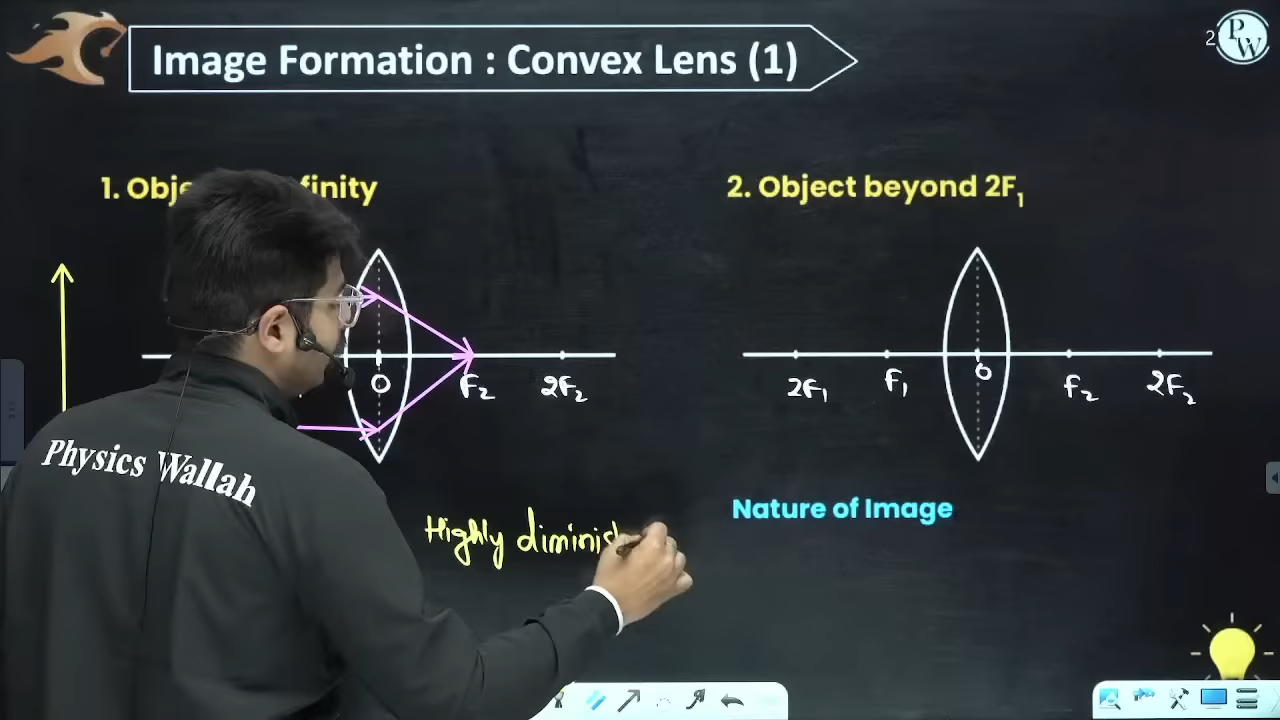 Image Formation : Convex Lens (1)
2
PW
1. Obje finity
2. Object beyond 2F₁
O
F₂
2F₂
2F₁
F₁
O
F₂
2F₂
Physics Wallah
Highly diminis
Nature of Image